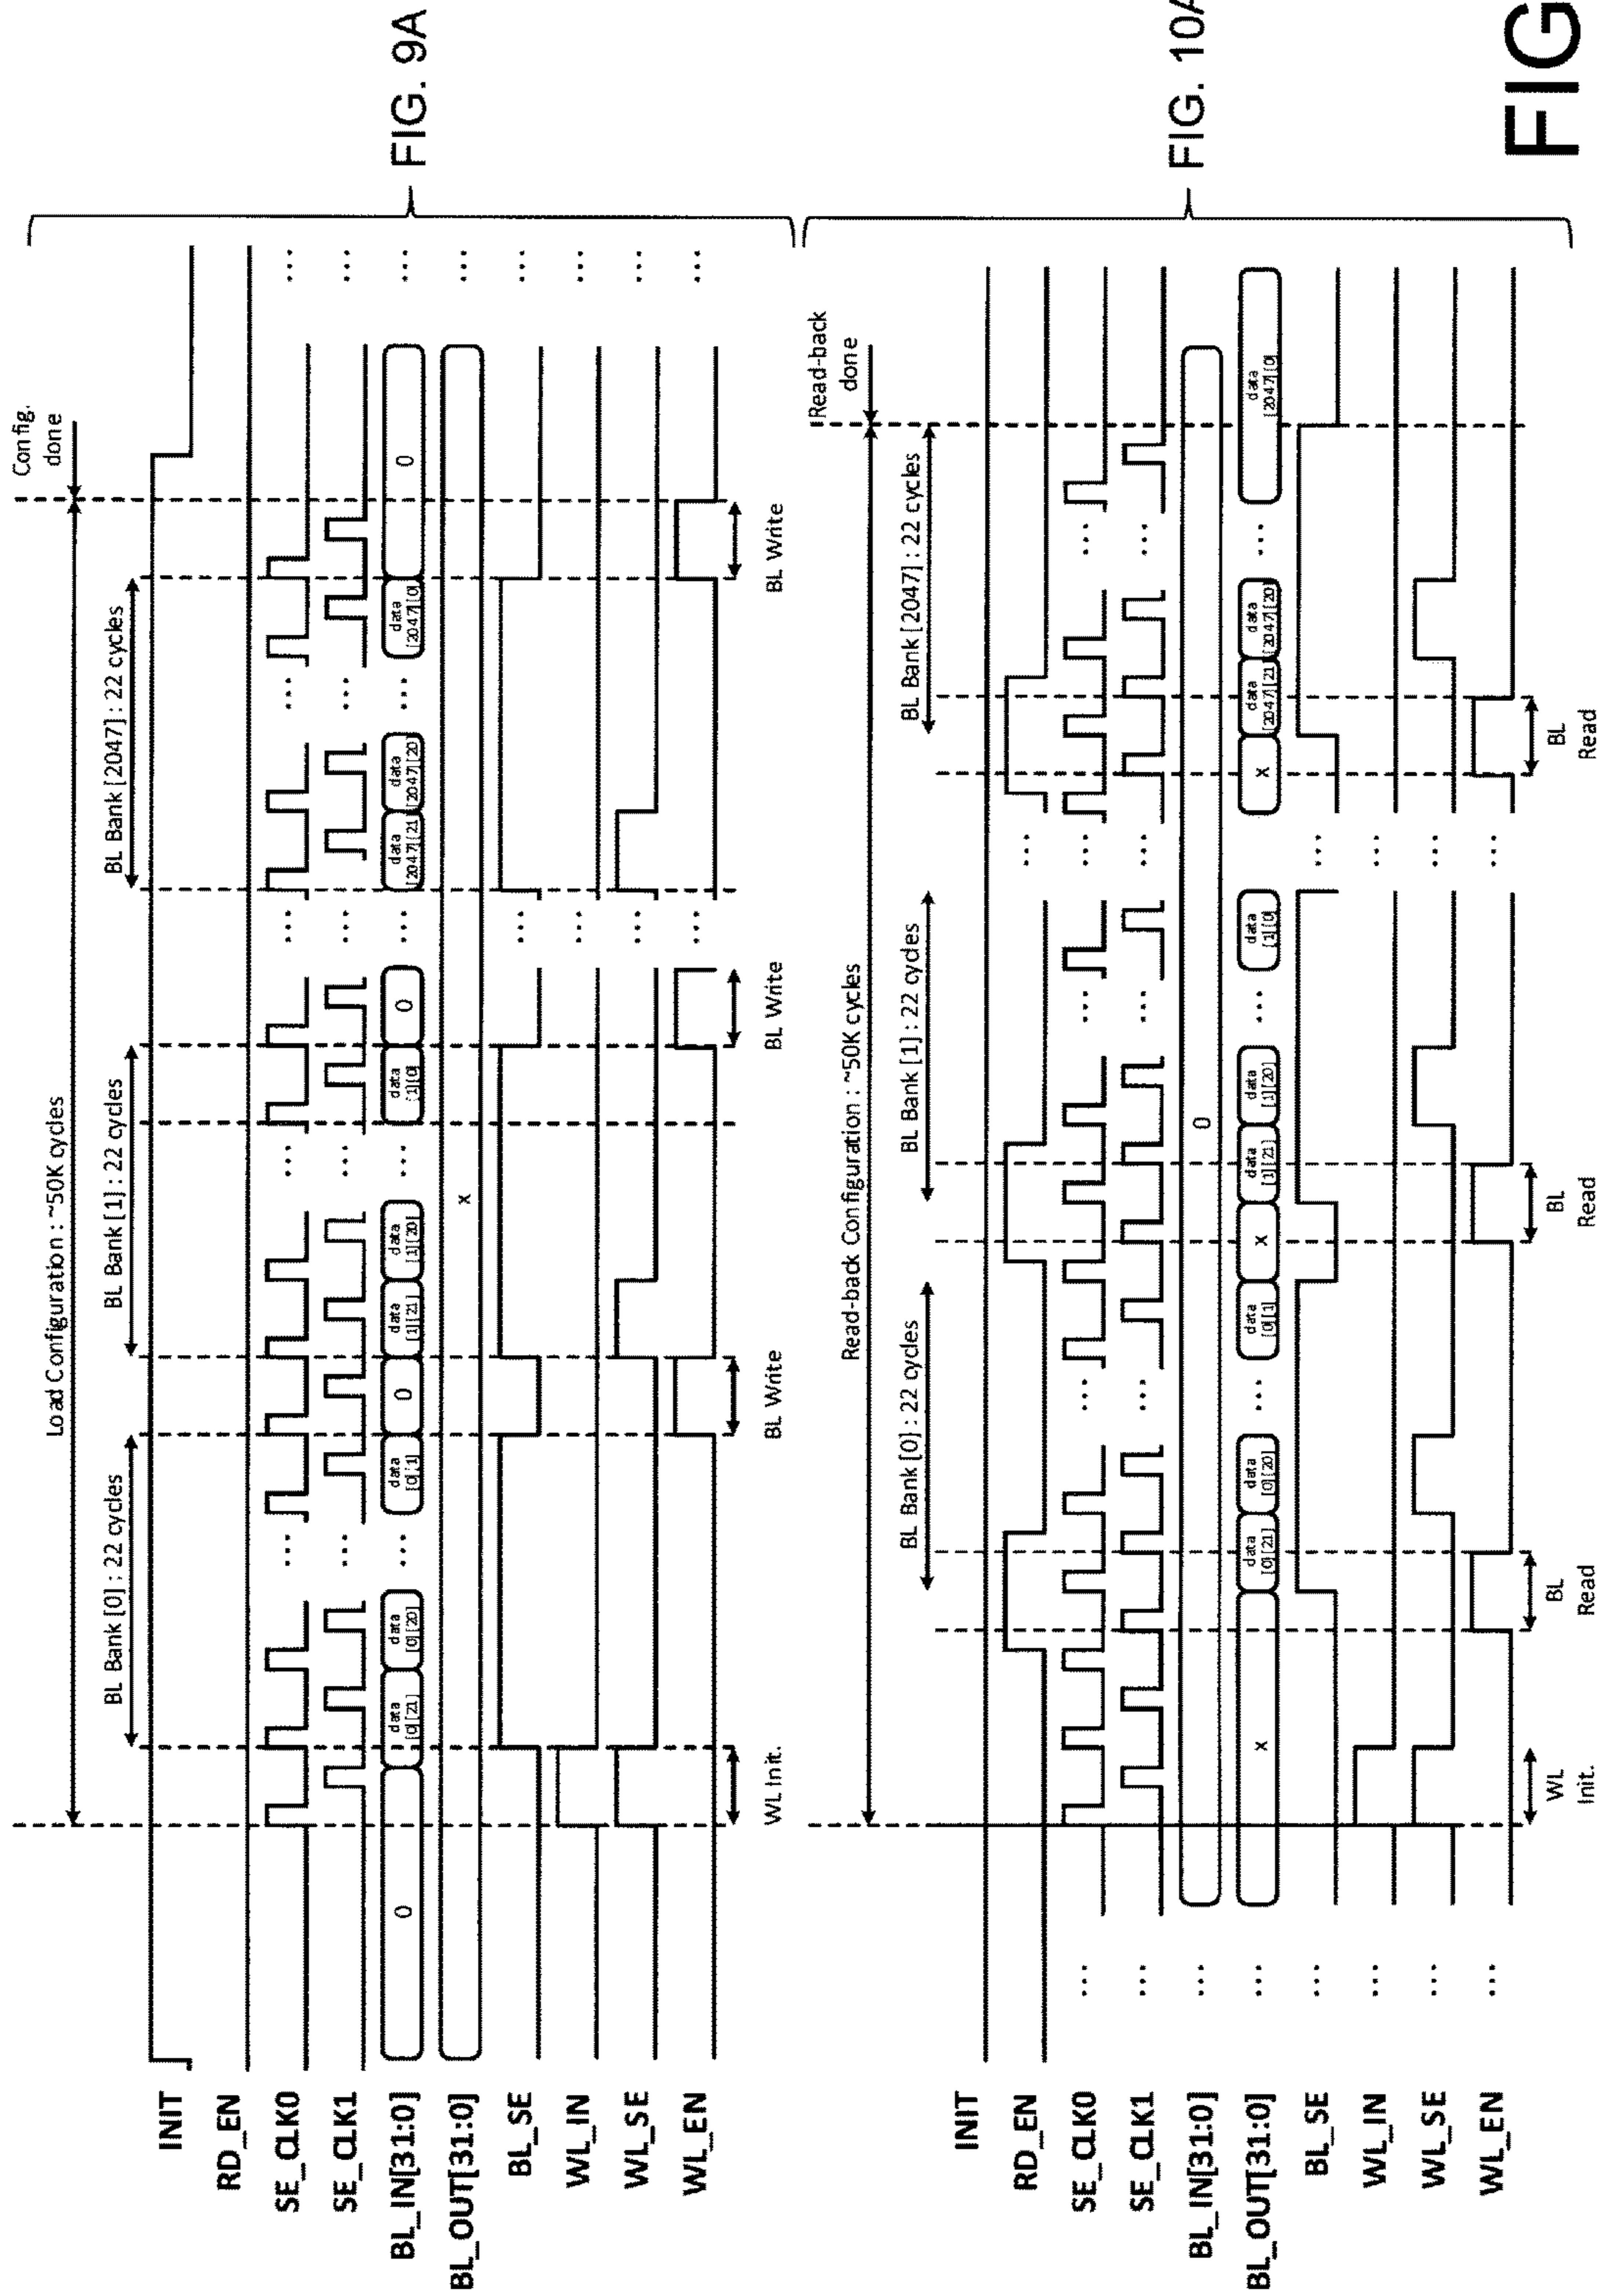 Config.
done
Load Configuration : ~50K cycles
BL Bank [0] : 22 cycles BL Bank [1] : 22 cycles BL Bank [2047] : 22 cycles
INIT
RD_EN
SE_CLK0 ... ... ... ... ...
SE_CLK1 ... ... ... ... ...
BL_IN[31:0] 0 data [0][21] data [0][20] ... data [0][1] 0 data [1][21] data [1][20] ... data [1][0] 0 ... data [2047][21] data [2047][20] ... data [2047][0] 0 ...
BL_OUT[31:0] x ...
BL_SE ... ...
WL_IN ... ...
WL_SE ... ...
WL_EN ... ...
WL Init. BL Write BL Write BL Write
FIG. 9A
Read-back
done
Read-back Configuration : ~50K cycles
BL Bank [0] : 22 cycles BL Bank [1] : 22 cycles BL Bank [2047] : 22 cycles
INIT
RD_EN ...
SE_CLK0 ... ... ... ... ...
SE_CLK1 ... ... ... ... ...
BL_IN[31:0] ... 0
BL_OUT[31:0] ... x data [0][21] data [0][20] ... data [0][1] x data [1][21] data [1][20] ... data [1][0] x data [2047][21] data [2047][20] ... data [2047][0]
BL_SE ... ...
WL_IN ... ...
WL_SE ... ...
WL_EN ... ...
WL BL BL BL
Init. Read Read Read
FIG. 10A
FIG